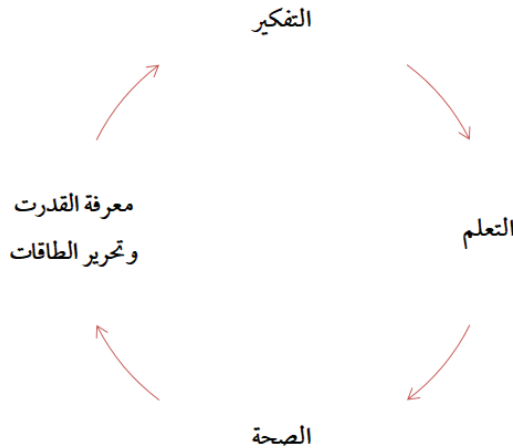 التفكير
التعلم
الصحة
معرفة القدرت
وتحرير الطاقات